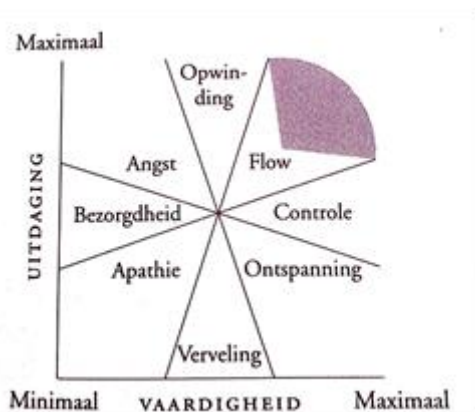 Maximaal
Opwin-
ding
Angst
Flow
UITDAGING
Bezorgdheid
Controle
Apathie
Ontspanning
Verveling
Minimaal
VAARDIGHEID
Maximaal